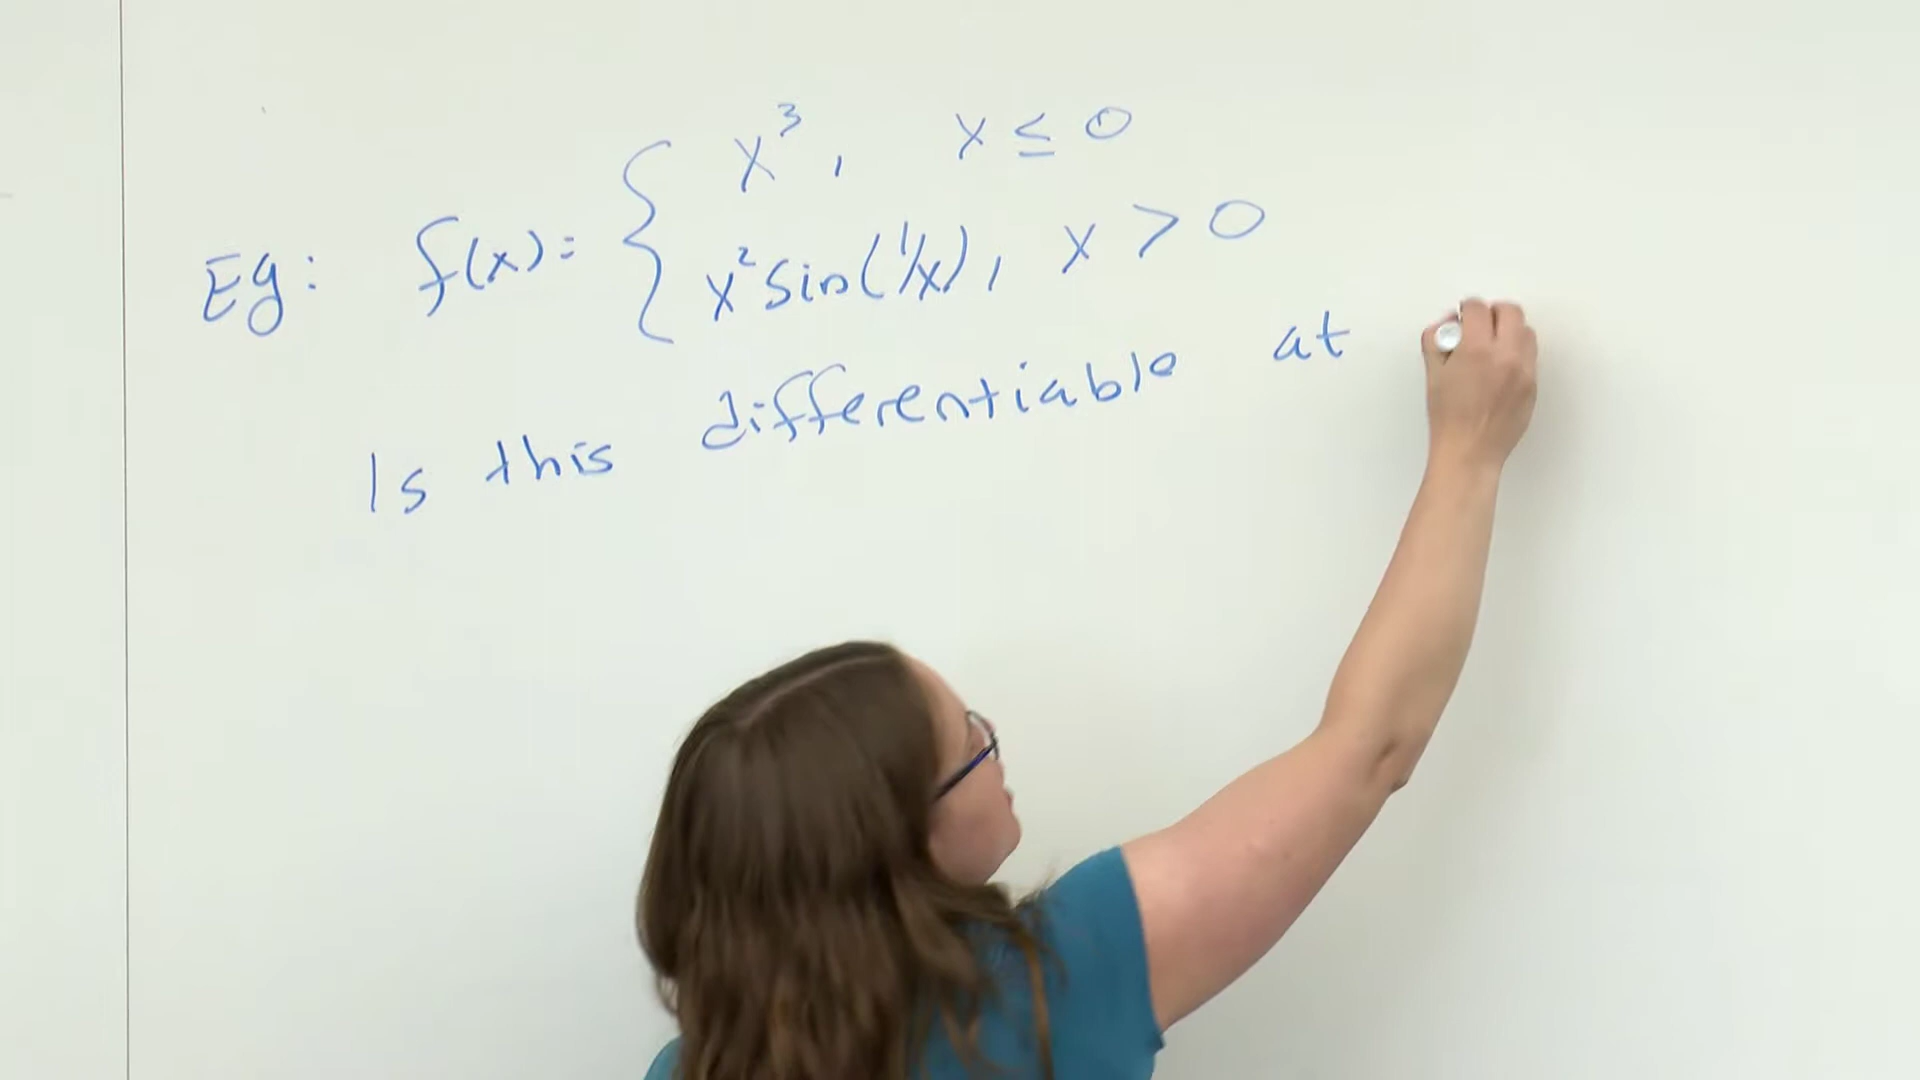 Eg: f(x) = { x³, x ≤ 0
x² sin(1/x), x > 0
Is this differentiable at